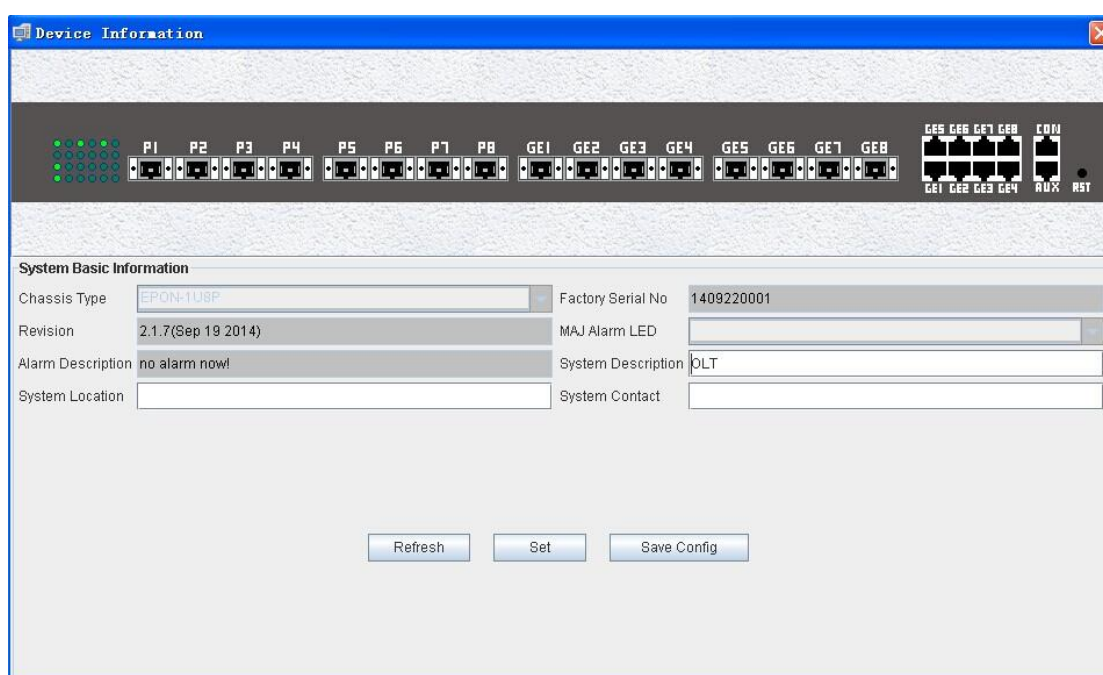 Device Information
GE5 GE6 GE7 GE8 CON
P1 P2 P3 P4 P5 P6 P7 P8 GE1 GE2 GE3 GE4 GE5 GE6 GE7 GE8
GE1 GE2 GE3 GE4 AUX RST
System Basic Information
Chassis Type EPON-1U8P Factory Serial No 1409220001
Revision 2.1.7(Sep 19 2014) MAJ Alarm LED
Alarm Description no alarm now! System Description OLT
System Location System Contact
Refresh Set Save Config